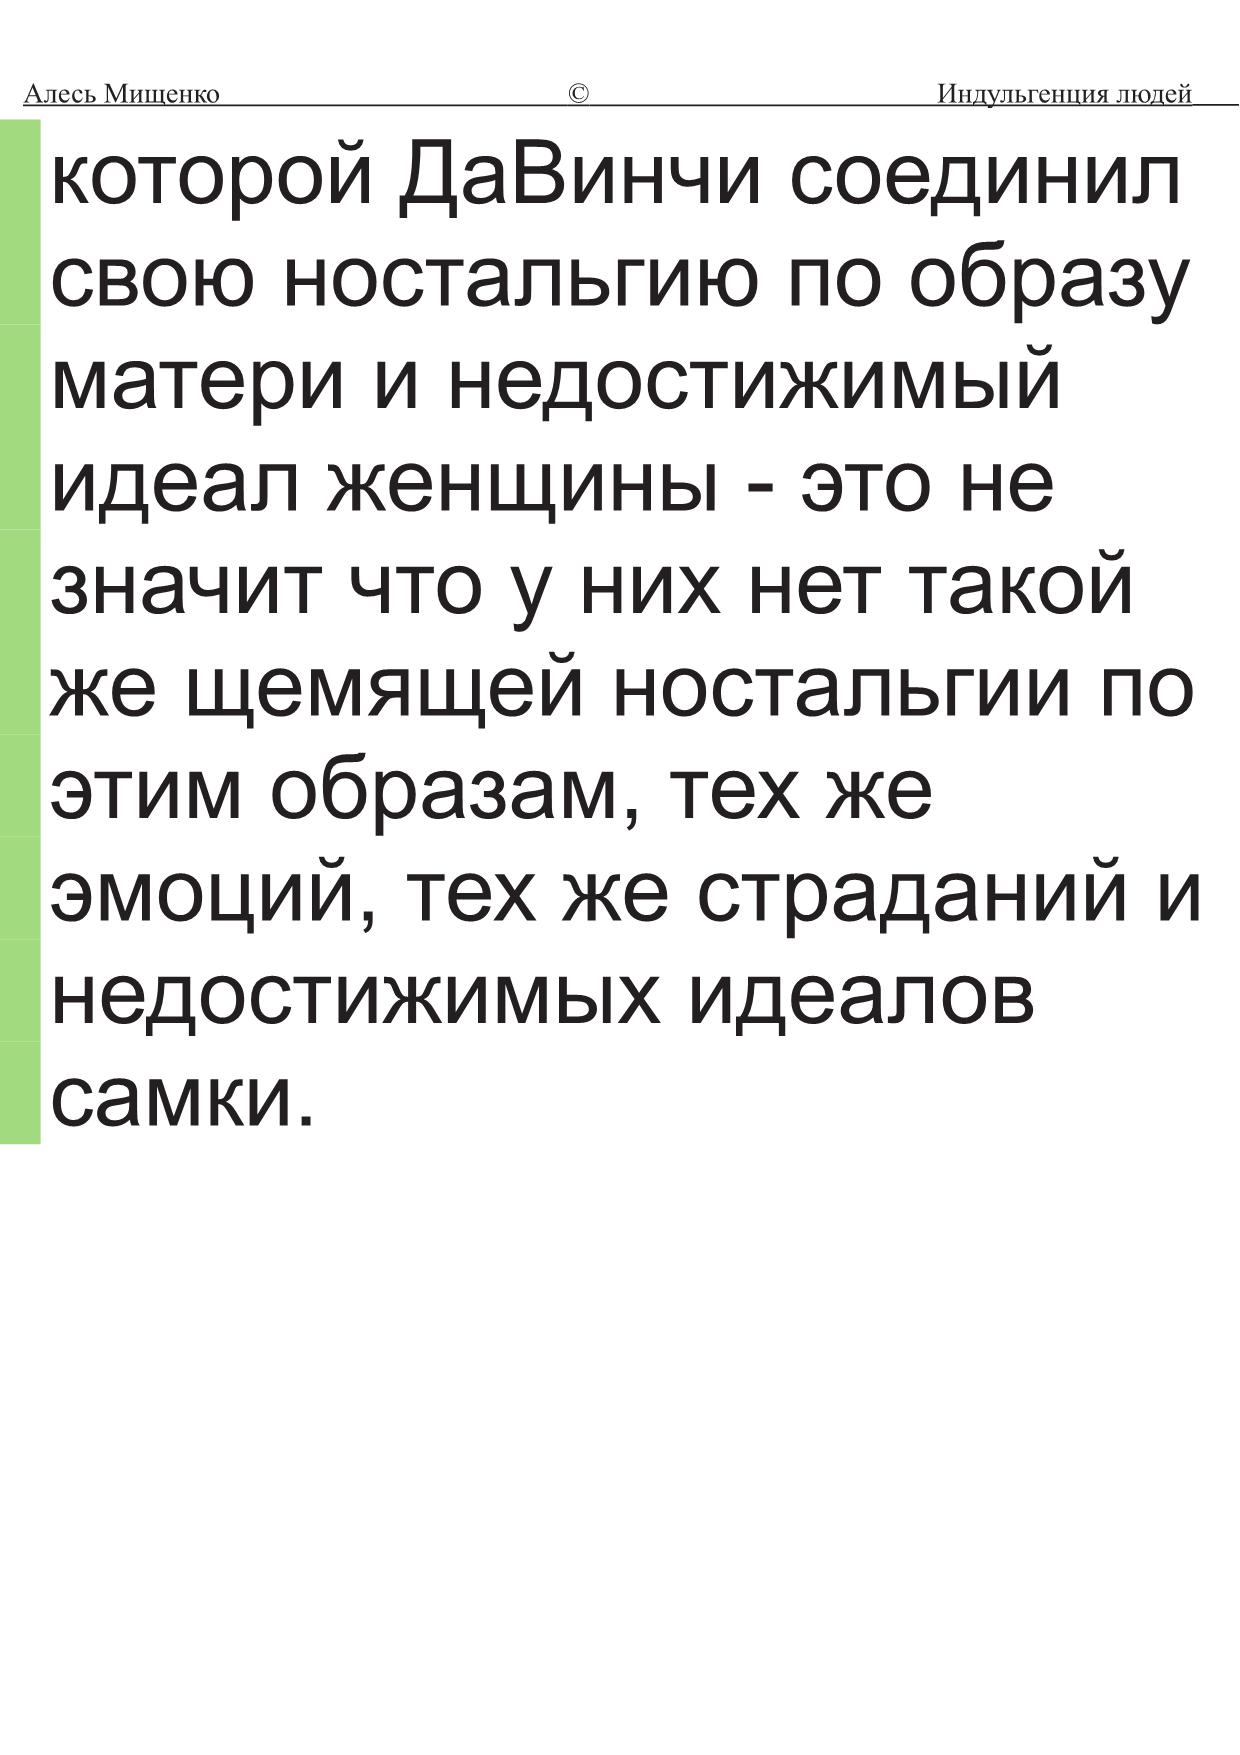 Алесь Мищенко © Индульгенция людей
которой ДаВинчи соединил
свою ностальгию по образу
матери и недостижимый
идеал женщины - это не
значит что у них нет такой
же щемящей ностальгии по
этим образам, тех же
эмоций, тех же страданий и
недостижимых идеалов
самки.